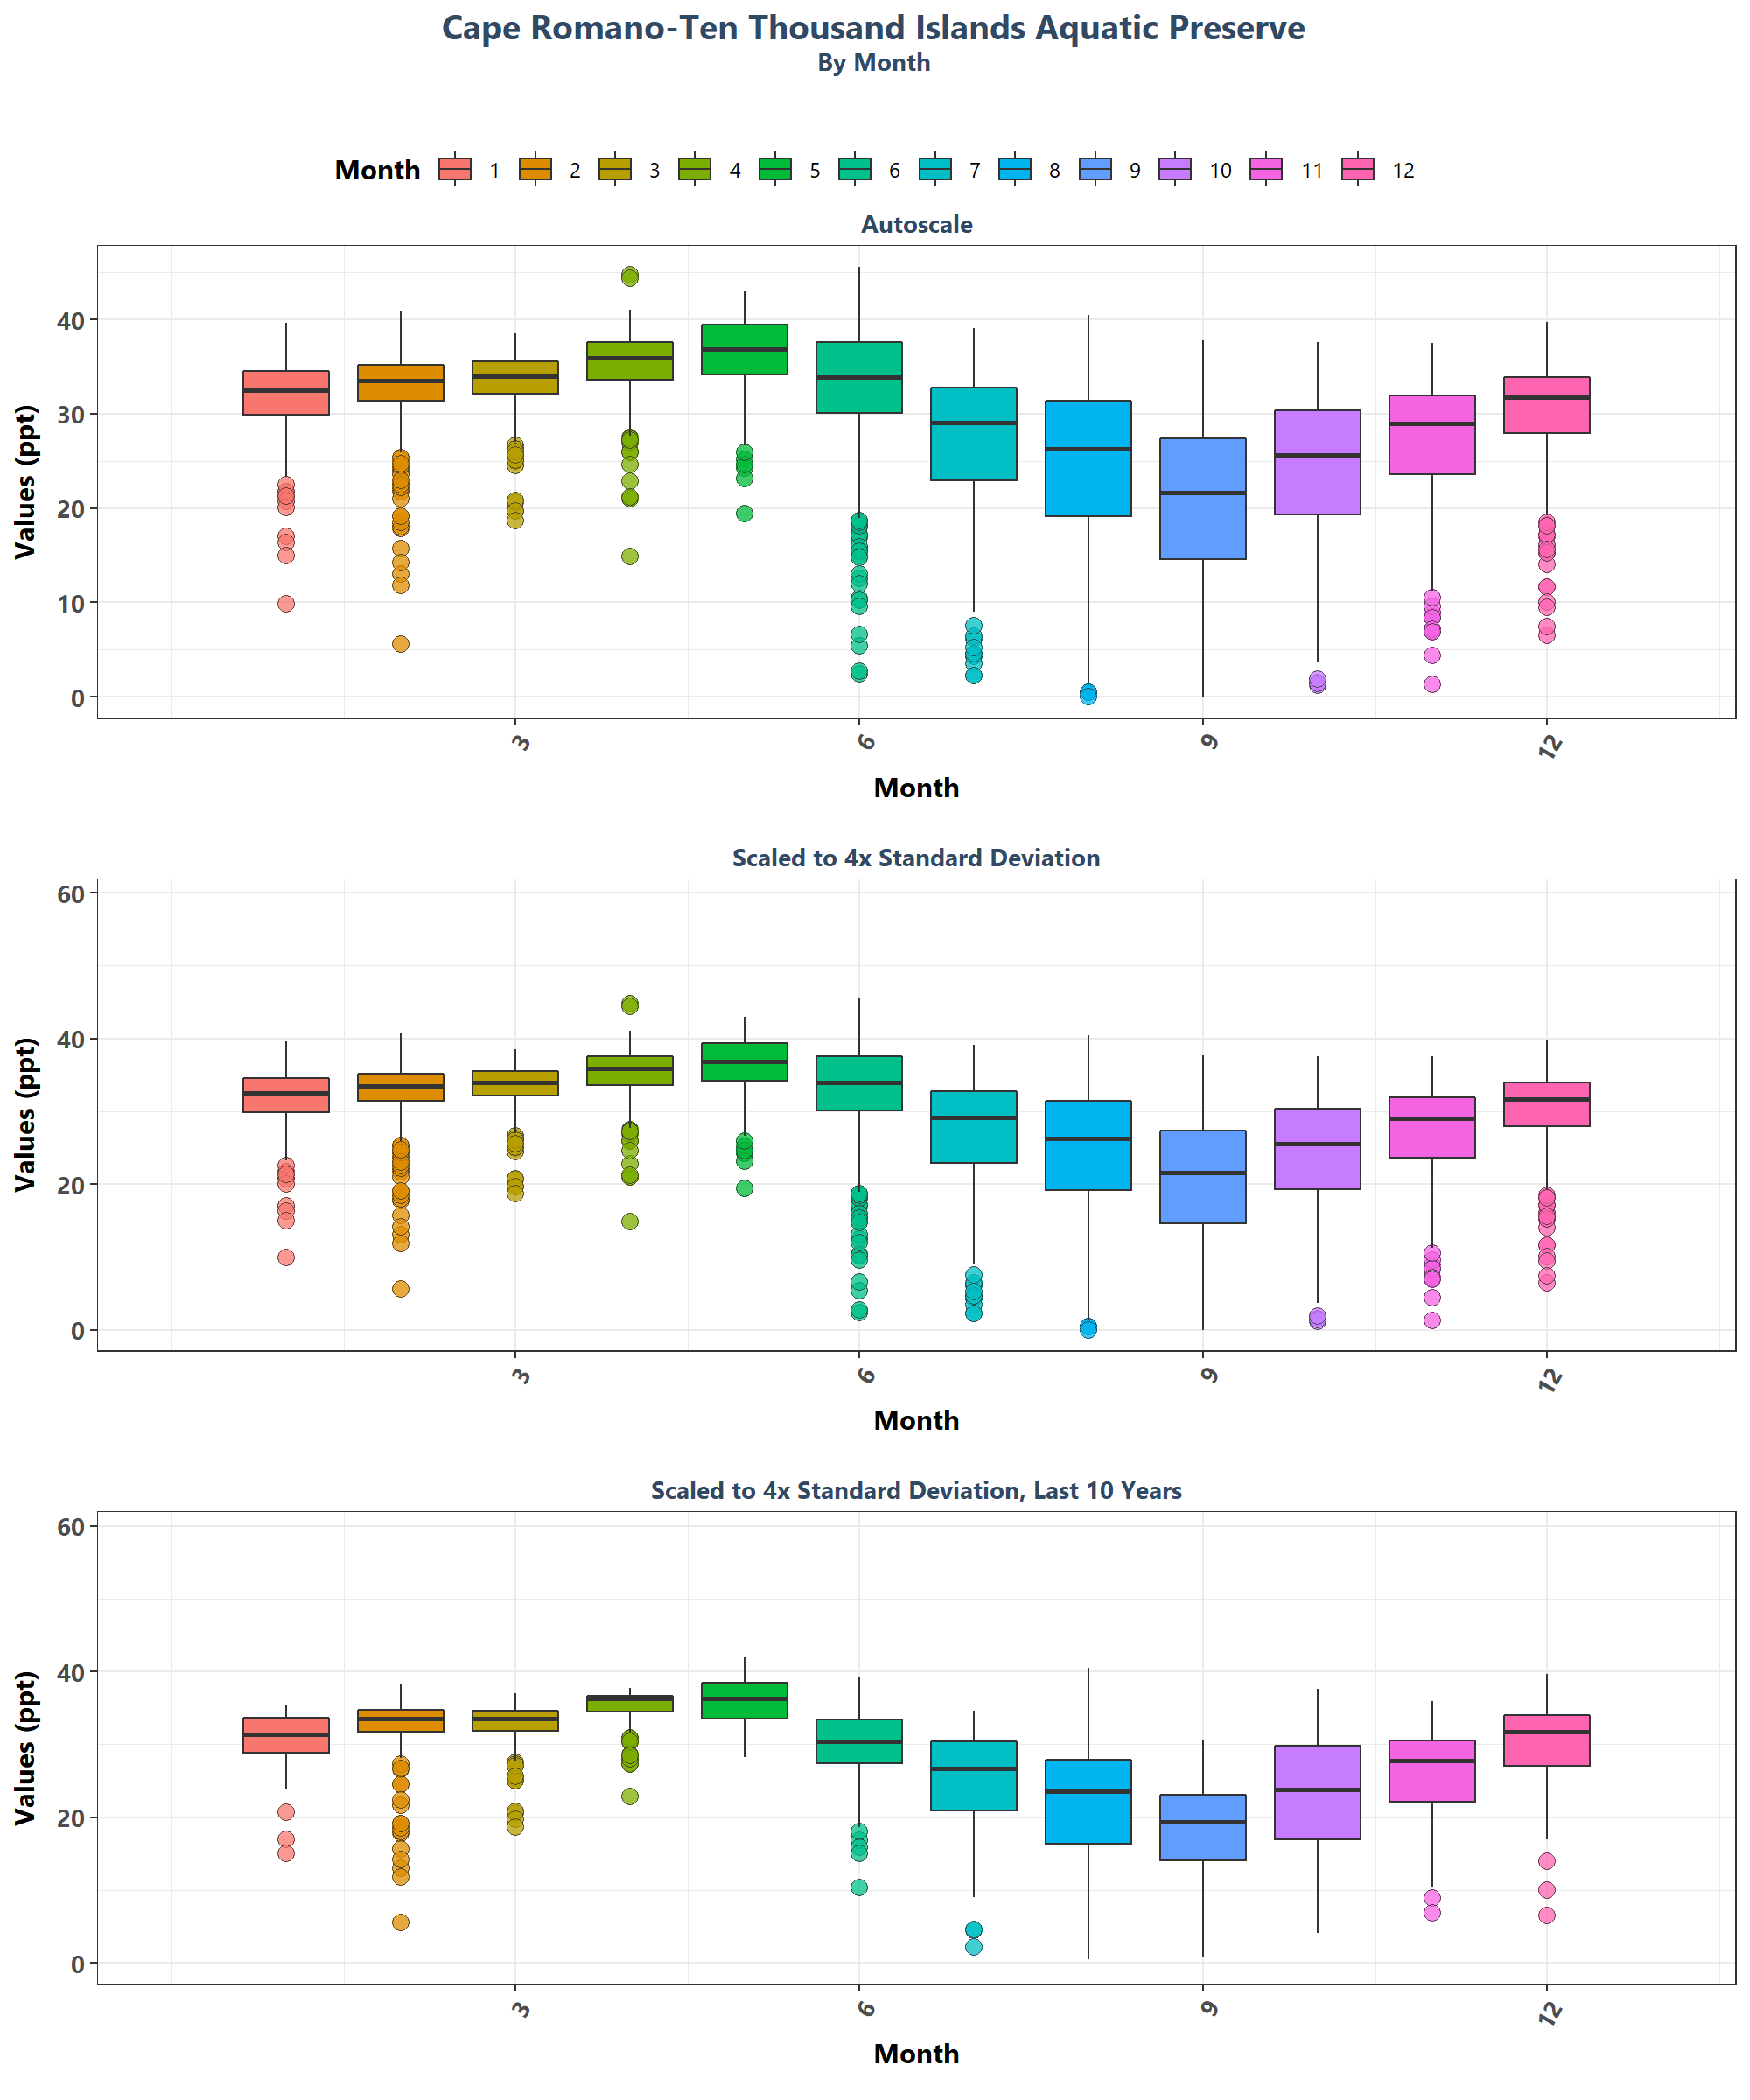 Cape Romano-Ten Thousand Islands Aquatic Preserve
By Month
Month 1 2 3 4 5 6 7 8 9 10 11 12
Autoscale
Values (ppt)
40
30
20
10
0
3 6 9 12
Month
Scaled to 4x Standard Deviation
Values (ppt)
60
40
20
0
3 6 9 12
Month
Scaled to 4x Standard Deviation, Last 10 Years
Values (ppt)
60
40
20
0
3 6 9 12
Month